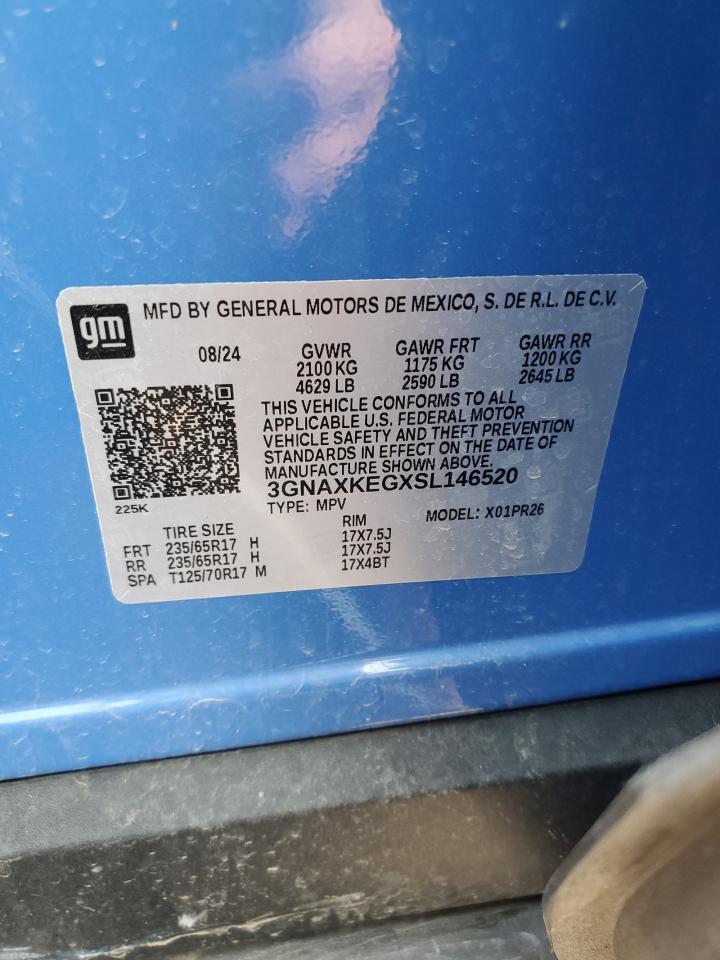 gm
MFD BY GENERAL MOTORS DE MEXICO, S. DE R.L. DE C.V.
08/24 GVWR GAWR FRT GAWR RR
2100 KG 1175 KG 1200 KG
4629 LB 2590 LB 2645 LB
THIS VEHICLE CONFORMS TO ALL
APPLICABLE U.S. FEDERAL MOTOR
VEHICLE SAFETY AND THEFT PREVENTION
STANDARDS IN EFFECT ON THE DATE OF
MANUFACTURE SHOWN ABOVE.
3GNAXKEGXSL146520
225K
TYPE: MPV MODEL: X01PR26
TIRE SIZE RIM
FRT 235/65R17 H 17X7.5J
RR 235/65R17 H 17X7.5J
SPA T125/70R17 M 17X4BT